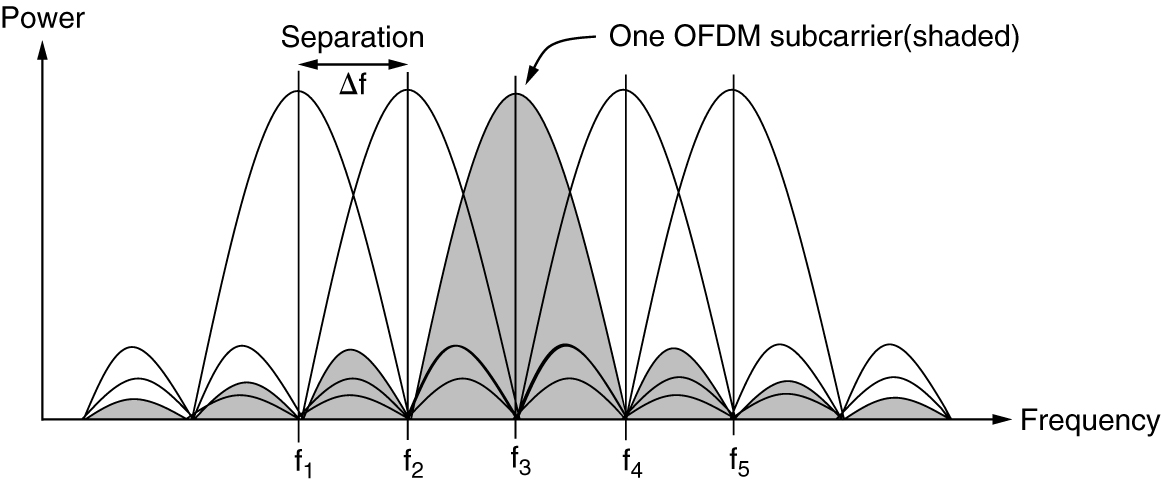 Power
Separation
Δf
One OFDM subcarrier(shaded)
Frequency
f1 f2 f3 f4 f5